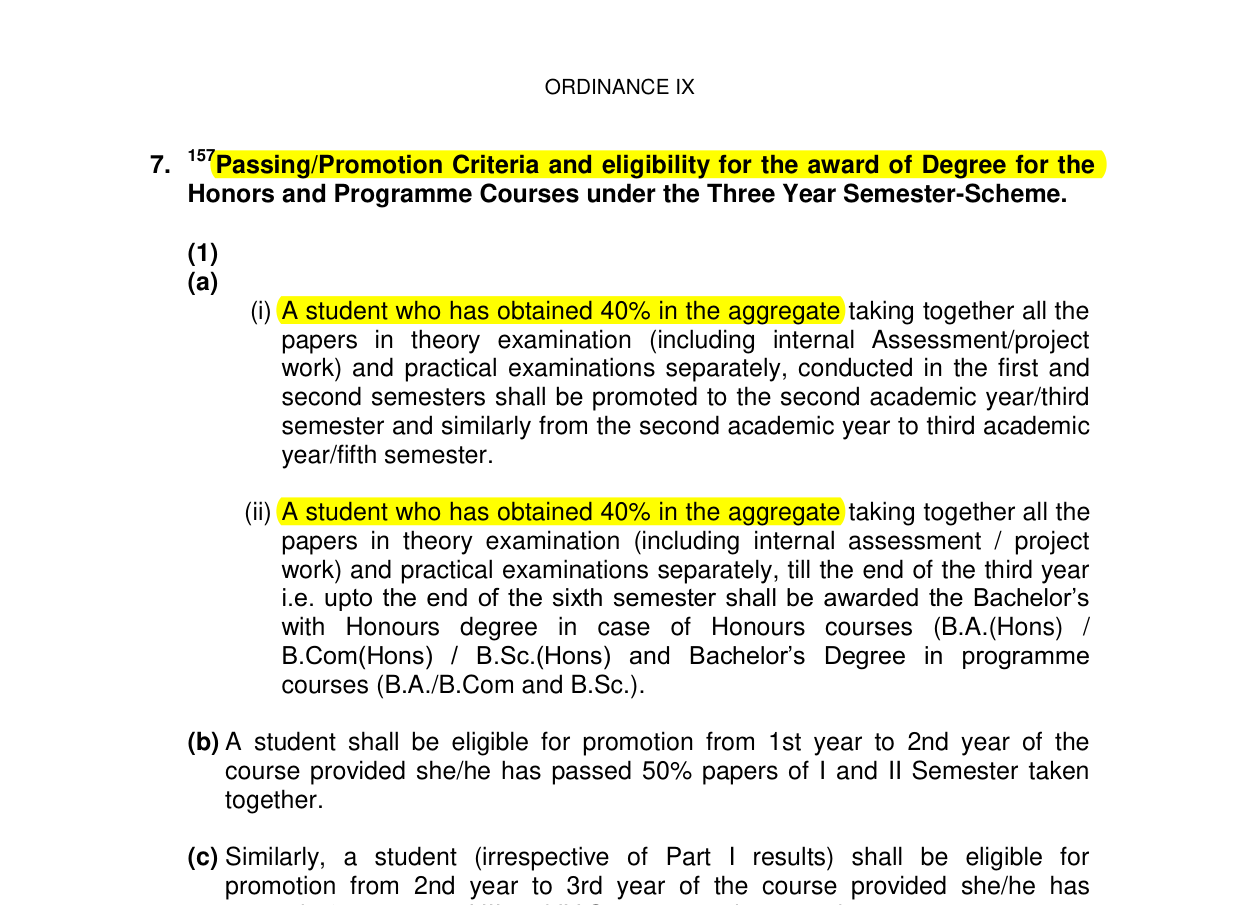 ORDINANCE IX
7. 157Passing/Promotion Criteria and eligibility for the award of Degree for the
Honors and Programme Courses under the Three Year Semester-Scheme.
(1)
(a)
(i) A student who has obtained 40% in the aggregate taking together all the
papers in theory examination (including internal Assessment/project
work) and practical examinations separately, conducted in the first and
second semesters shall be promoted to the second academic year/third
semester and similarly from the second academic year to third academic
year/fifth semester.
(ii) A student who has obtained 40% in the aggregate taking together all the
papers in theory examination (including internal assessment / project
work) and practical examinations separately, till the end of the third year
i.e. upto the end of the sixth semester shall be awarded the Bachelor's
with Honours degree in case of Honours courses (B.A.(Hons) /
B.Com(Hons) / B.Sc.(Hons) and Bachelor's Degree in programme
courses (B.A./B.Com and B.Sc.).
(b) A student shall be eligible for promotion from 1st year to 2nd year of the
course provided she/he has passed 50% papers of I and II Semester taken
together.
(c) Similarly, a student (irrespective of Part I results) shall be eligible for
promotion from 2nd year to 3rd year of the course provided she/he has